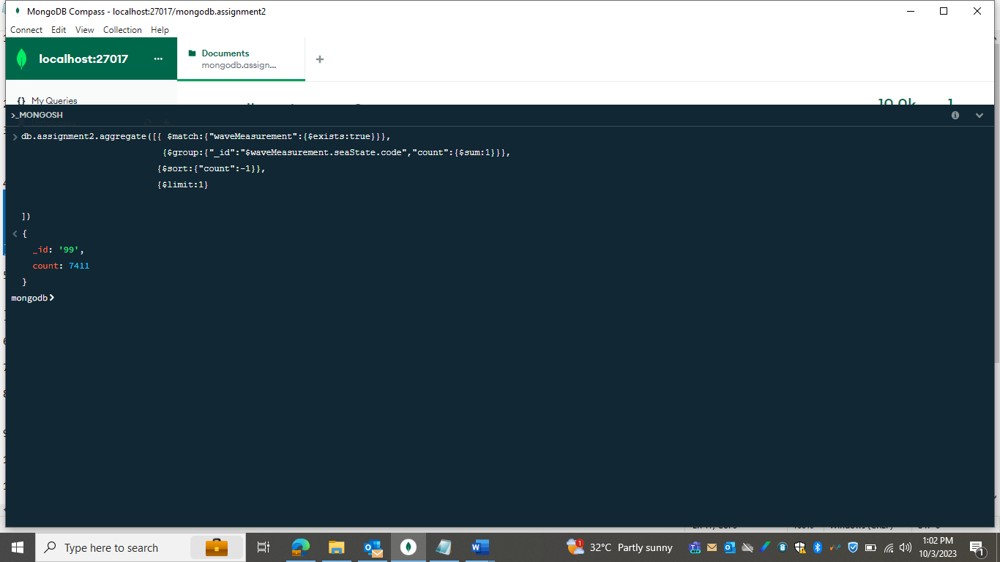 MongoDB Compass - localhost:27017/mongodb.assignment2
Connect Edit View Collection Help
localhost:27017 ...
Documents
mongodb.assign...
{} My Queries
10.0k 1
>_MONGOSH
db.assignment2.aggregate([{ $match:{"waveMeasurement":{$exists:true}}},
{$group:{"_id":"$waveMeasurement.seaState.code","count":{$sum:1}}},
{$sort:{"count":-1}},
{$limit:1}
])
{
_id: '99',
count: 7411
}
mongodb>
Type here to search
1
32°C Partly sunny
1:02 PM
10/3/2023
1